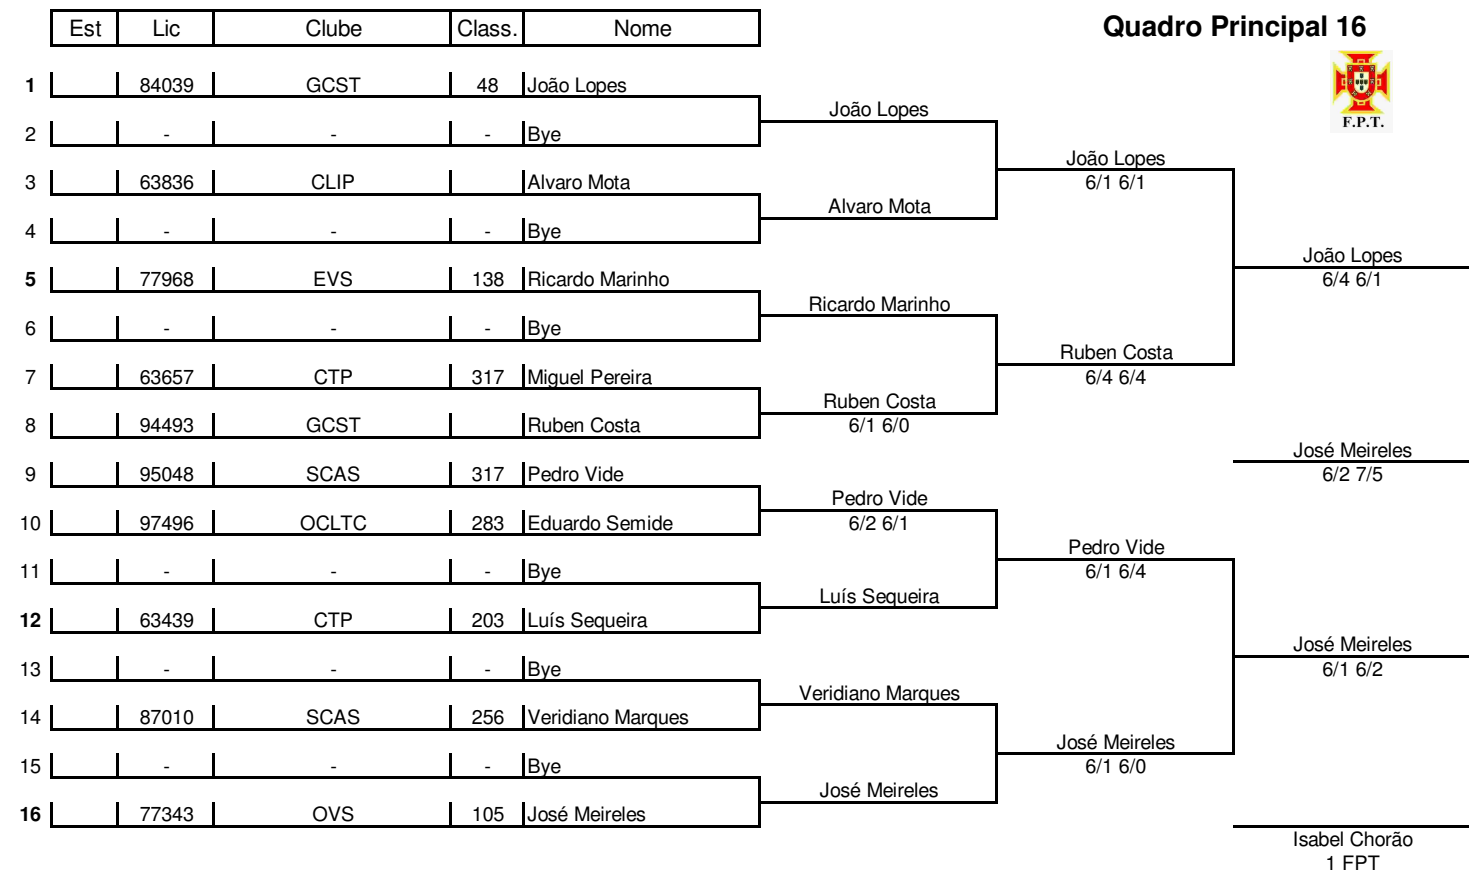 Est Lic Clube Class. Nome
Quadro Principal 16
F.P.T.
1 84039 GCST 48 João Lopes
João Lopes
2 - - - Bye
João Lopes
6/1 6/1
3 63836 CLIP Alvaro Mota
Alvaro Mota
4 - - - Bye
João Lopes
6/4 6/1
5 77968 EVS 138 Ricardo Marinho
Ricardo Marinho
6 - - - Bye
Ruben Costa
6/4 6/4
7 63657 CTP 317 Miguel Pereira
Ruben Costa
6/1 6/0
8 94493 GCST Ruben Costa
José Meireles
6/2 7/5
9 95048 SCAS 317 Pedro Vide
Pedro Vide
6/2 6/1
10 97496 OCLTC 283 Eduardo Semide
Pedro Vide
6/1 6/4
11 - - - Bye
Luís Sequeira
12 63439 CTP 203 Luís Sequeira
José Meireles
6/1 6/2
13 - - - Bye
Veridiano Marques
14 87010 SCAS 256 Veridiano Marques
José Meireles
6/1 6/0
15 - - - Bye
José Meireles
16 77343 OVS 105 José Meireles
Isabel Chorão
1 FPT